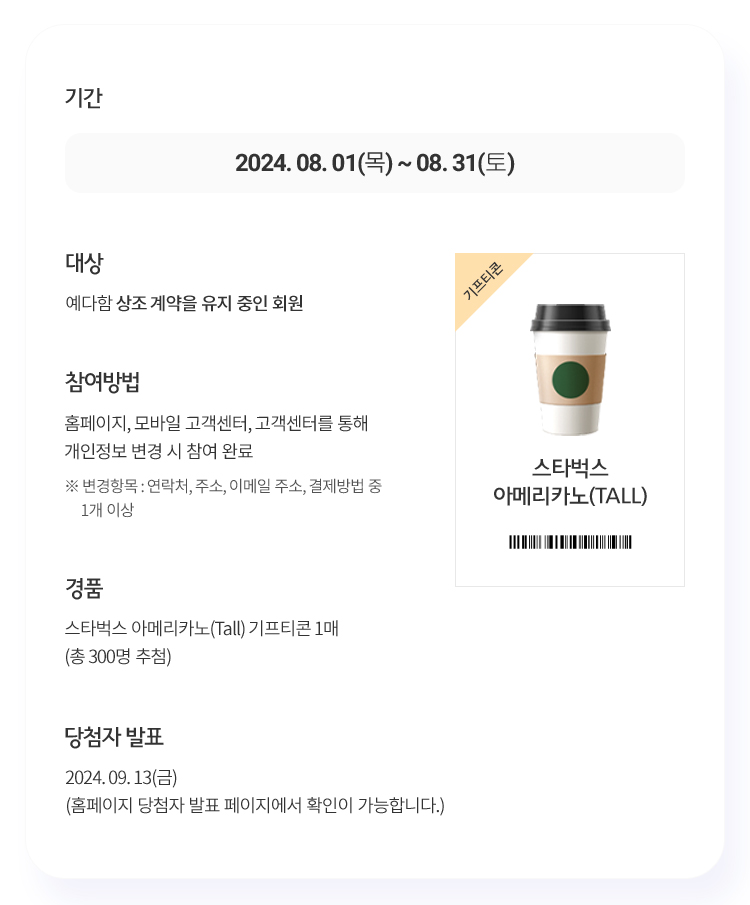 기간
2024. 08. 01(목) ~ 08. 31(토)
대상
예다함 상조 계약을 유지 중인 회원
참여방법
홈페이지, 모바일 고객센터, 고객센터를 통해
개인정보 변경 시 참여 완료
※ 변경항목 : 연락처, 주소, 이메일 주소, 결제방법 중
1개 이상
경품
스타벅스 아메리카노(Tall) 기프티콘 1매
(총 300명 추첨)
기프티콘
스타벅스
아메리카노(TALL)
당첨자 발표
2024. 09. 13(금)
(홈페이지 당첨자 발표 페이지에서 확인이 가능합니다.)